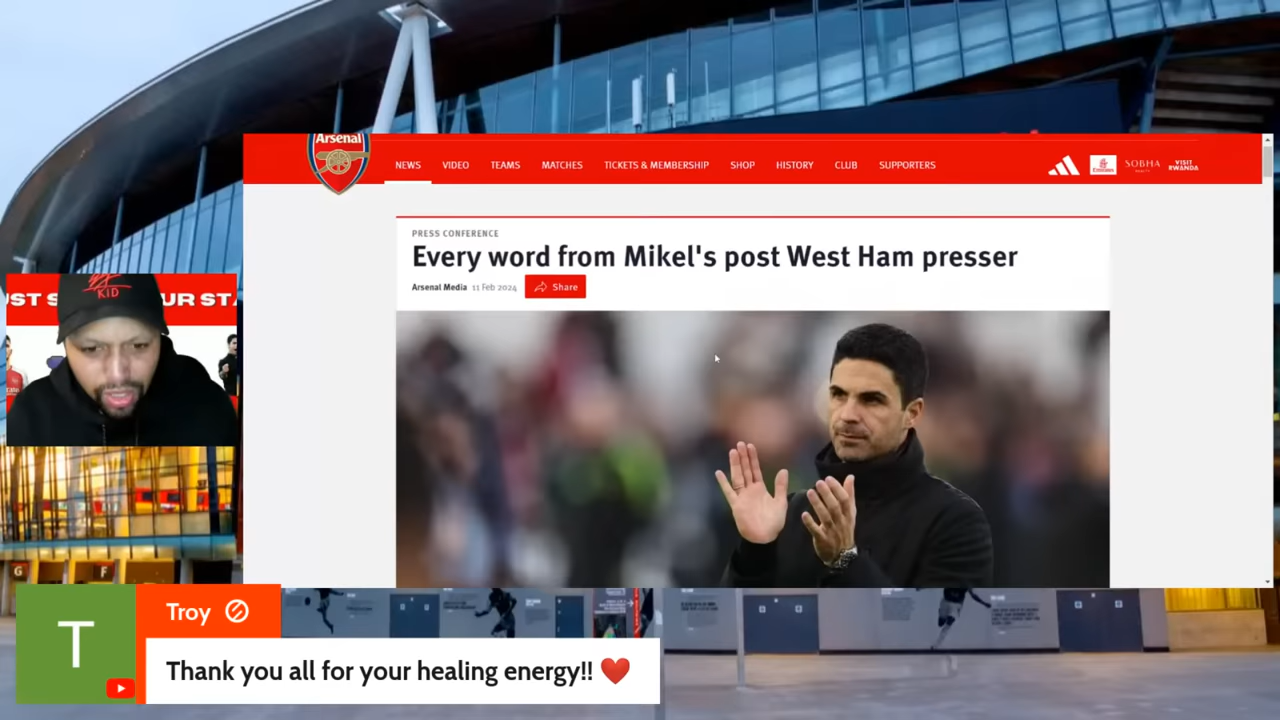 Arsenal
NEWS VIDEO TEAMS MATCHES TICKETS & MEMBERSHIP SHOP HISTORY CLUB SUPPORTERS
Emirates
SOBHA
VISIT
RWANDA
PRESS CONFERENCE
Every word from Mikel's post West Ham presser
Arsenal Media 11 Feb 2024 Share
KID
G F
Troy
T
Thank you all for your healing energy!! ❤️